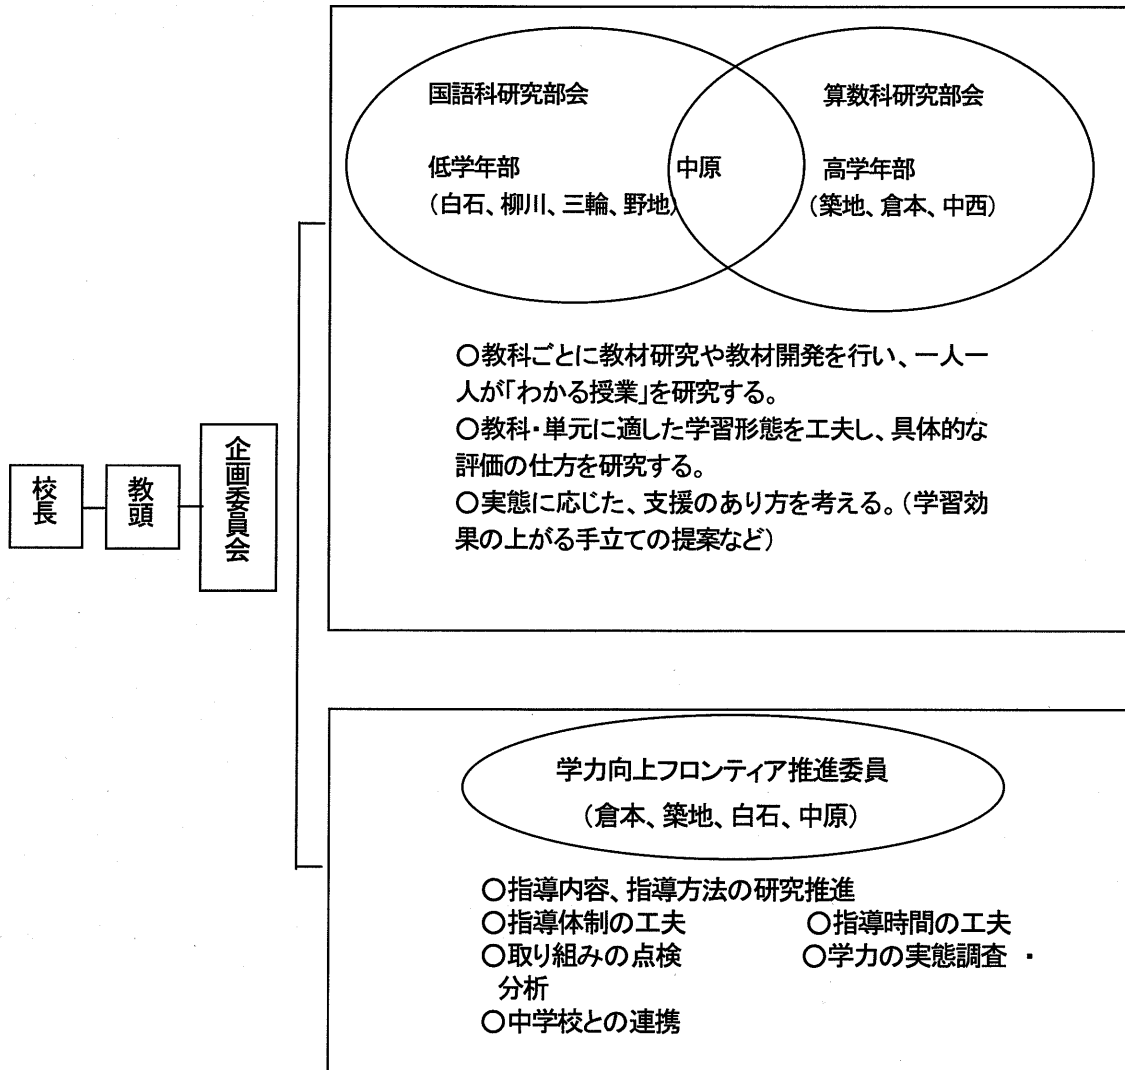 国語科研究部会
算数科研究部会
低学年部
中原
高学年部
（白石、柳川、三輪、野地）
（築地、倉本、中西）
○教科ごとに教材研究や教材開発を行い、一人一
人が「わかる授業」を研究する。
○教科・単元に適した学習形態を工夫し、具体的な
評価の仕方を研究する。
○実態に応じた、支援のあり方を考える。（学習効
果の上がる手立ての提案など）
校長
教頭
企画委員会
学力向上フロンティア推進委員
（倉本、築地、白石、中原）
○指導内容、指導方法の研究推進
○指導体制の工夫　○指導時間の工夫
○取り組みの点検　○学力の実態調査・
分析
○中学校との連携